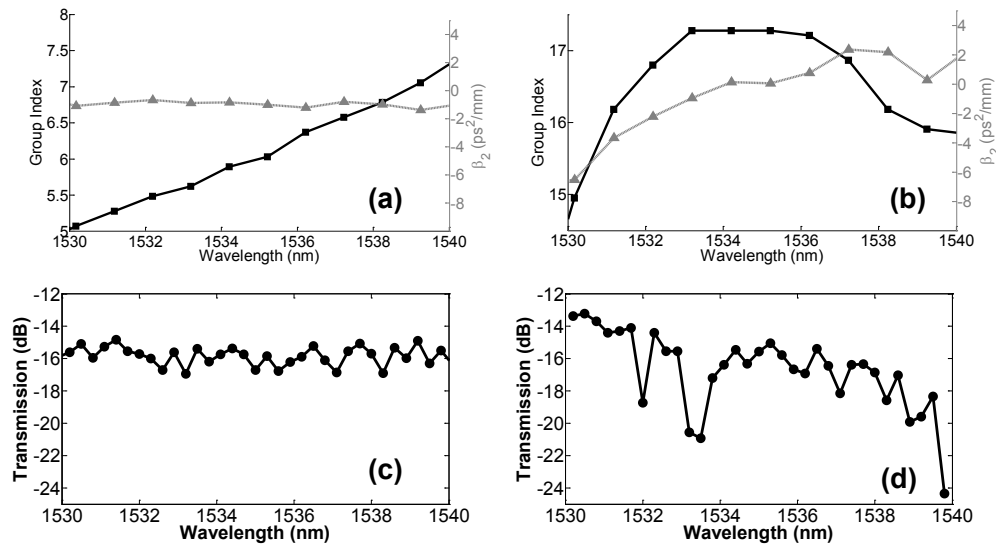 8
7.5
7
6.5
6
5.5
5
Group Index
4
2
0
-2
-4
-6
-8
β2 (ps²/mm)
(a)
1530 1532 1534 1536 1538 1540
Wavelength (nm)
17
16
15
Group Index
4
2
0
-2
-4
-6
-8
β2 (ps²/mm)
(b)
1530 1532 1534 1536 1538 1540
Wavelength (nm)
-12
-14
-16
-18
-20
-22
-24
Transmission (dB)
(c)
1530 1532 1534 1536 1538 1540
Wavelength (nm)
-12
-14
-16
-18
-20
-22
-24
Transmission (dB)
(d)
1530 1532 1534 1536 1538 1540
Wavelength (nm)